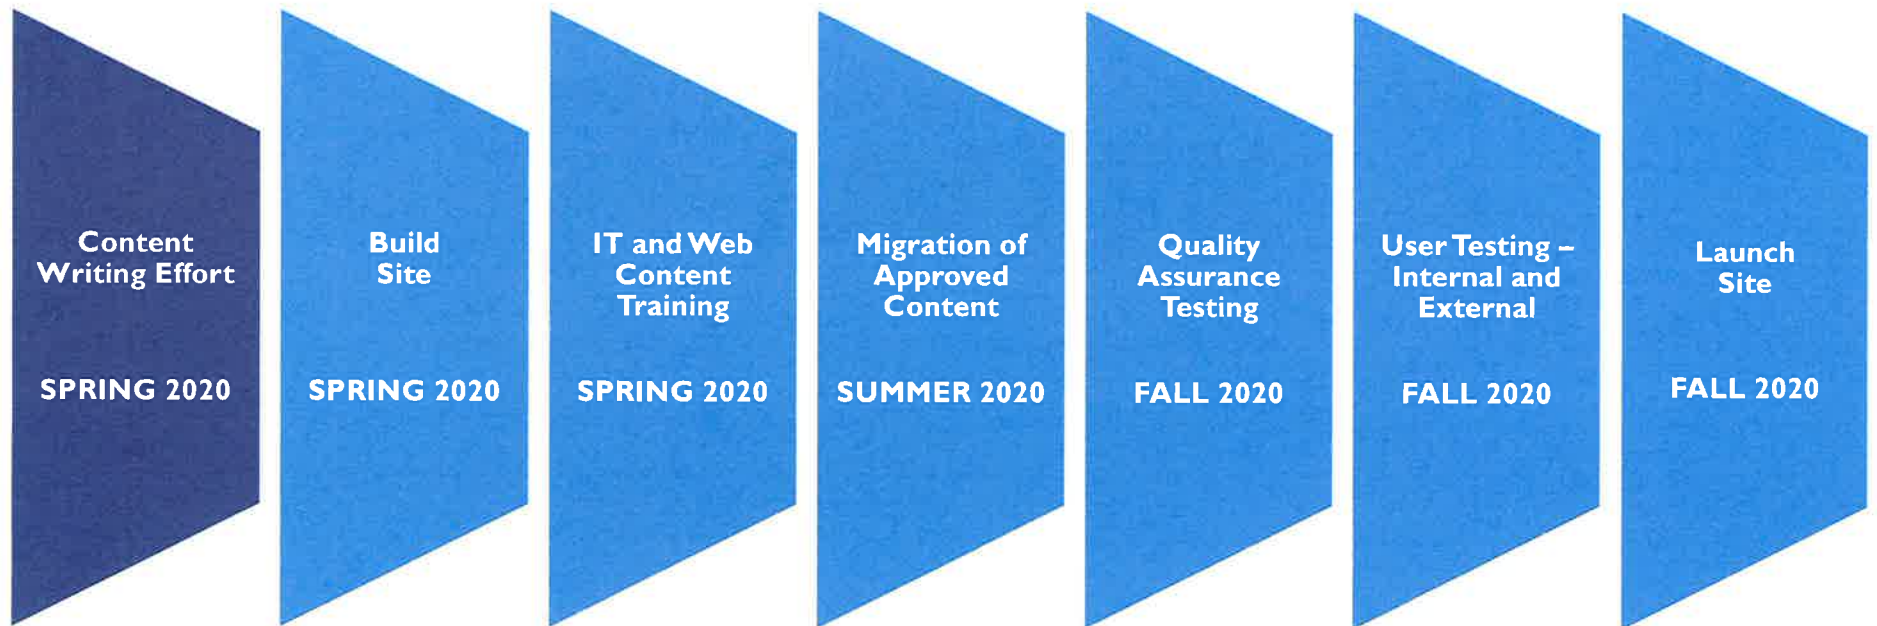 Content
Writing Effort
SPRING 2020
Build
Site
SPRING 2020
IT and Web
Content
Training
SPRING 2020
Migration of
Approved
Content
SUMMER 2020
Quality
Assurance
Testing
FALL 2020
User Testing –
Internal and
External
FALL 2020
Launch
Site
FALL 2020